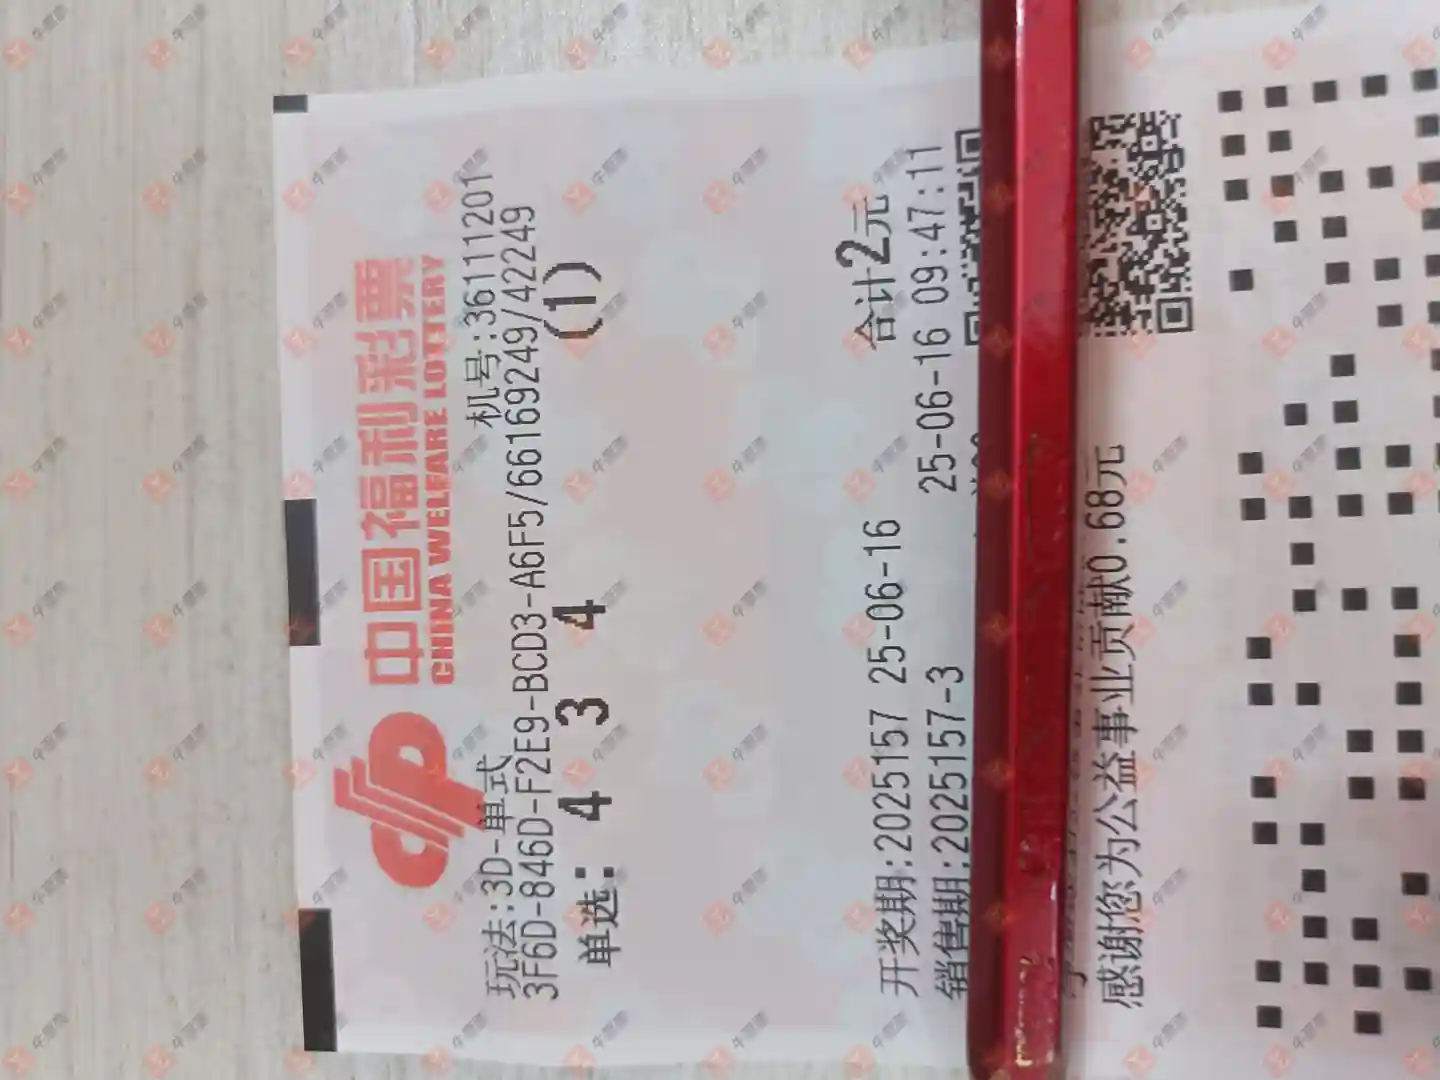 中国福利彩票
CHINA WELFARE LOTTERY
玩法:3D-单式 机号:36111201
3F6D-846D-F2E9-BCD3-A6F5/66169249/42249
单选: 4 3 4 (1)
合计2元
开奖期:2025157 25-06-16
销售期:2025157-3 25-06-16 09:47:11
感谢您为公益事业贡献0.68元